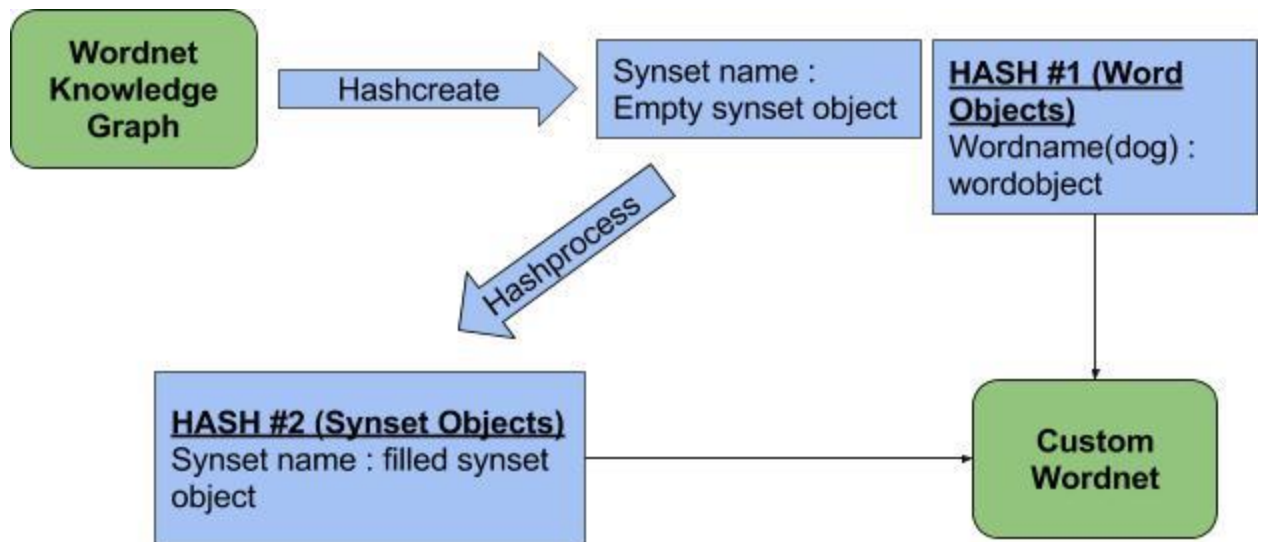 Wordnet
Knowledge
Graph
Hashcreate
Synset name :
Empty synset object
HASH #1 (Word
Objects)
Wordname(dog) :
wordobject
Hashprocess
HASH #2 (Synset Objects)
Synset name : filled synset
object
Custom
Wordnet